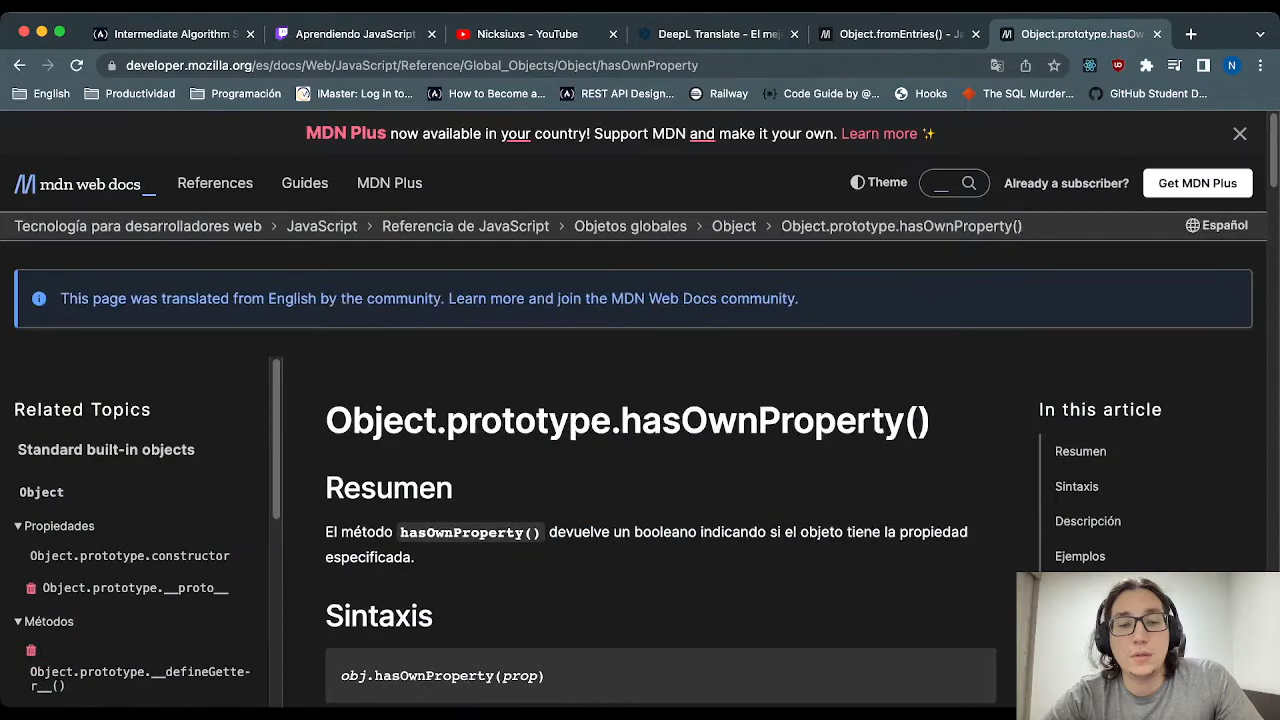 Intermediate Algorithm S
Aprendiendo JavaScript
Nicksiuxs - YouTube
DeepL Translate - El mej
Object.fromEntries() - Ja
Object.prototype.hasOw
developer.mozilla.org/es/docs/Web/JavaScript/Reference/Global_Objects/Object/hasOwnProperty
N
English
Productividad
Programación
IMaster: Log in to...
How to Become a...
REST API Design...
Railway
Code Guide by @...
Hooks
The SQL Murder...
GitHub Student D...
MDN Plus now available in your country! Support MDN and make it your own. Learn more ✨
mdn web docs_
References
Guides
MDN Plus
Theme
Already a subscriber?
Get MDN Plus
Tecnología para desarrolladores web > JavaScript > Referencia de JavaScript > Objetos globales > Object > Object.prototype.hasOwnProperty()
Español
This page was translated from English by the community. Learn more and join the MDN Web Docs community.
Related Topics
Standard built-in objects
Object
Propiedades
Object.prototype.constructor
Object.prototype.__proto__
Métodos
Object.prototype.__defineGette-
r__()
Object.prototype.hasOwnProperty()
Resumen
El método hasOwnProperty() devuelve un booleano indicando si el objeto tiene la propiedad
especificada.
Sintaxis
obj.hasOwnProperty(prop)
In this article
Resumen
Sintaxis
Descripción
Ejemplos